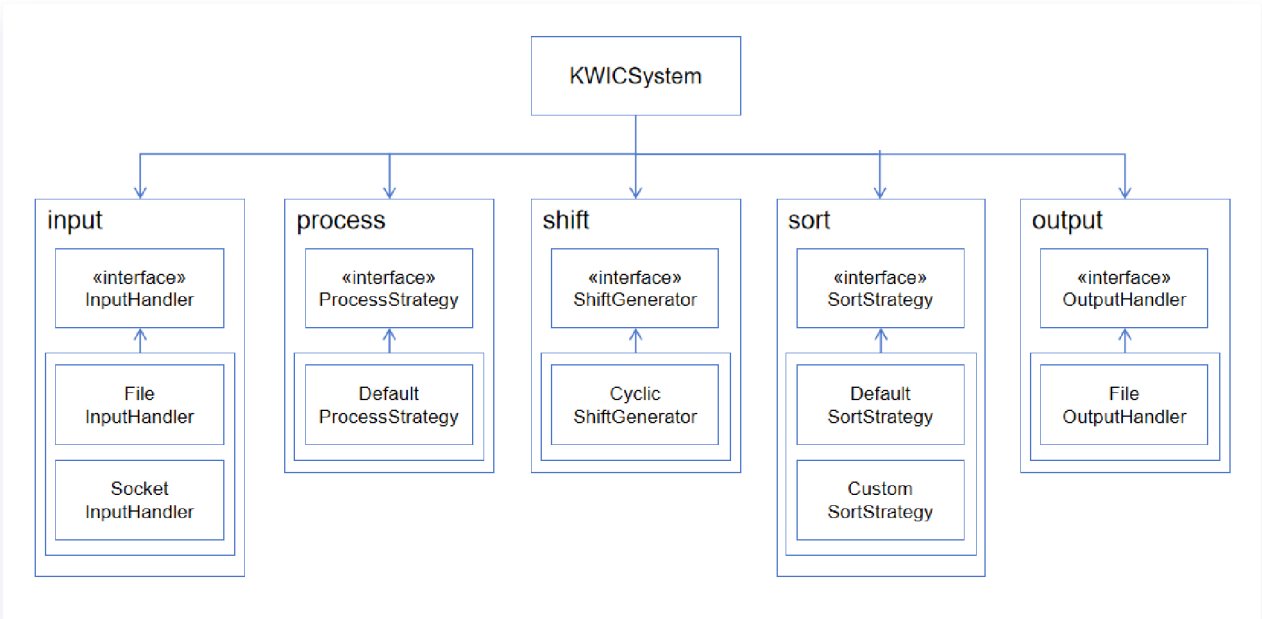 KWICSystem
input
«interface»
InputHandler
File
InputHandler
Socket
InputHandler
process
«interface»
ProcessStrategy
Default
ProcessStrategy
shift
«interface»
ShiftGenerator
Cyclic
ShiftGenerator
sort
«interface»
SortStrategy
Default
SortStrategy
Custom
SortStrategy
output
«interface»
OutputHandler
File
OutputHandler